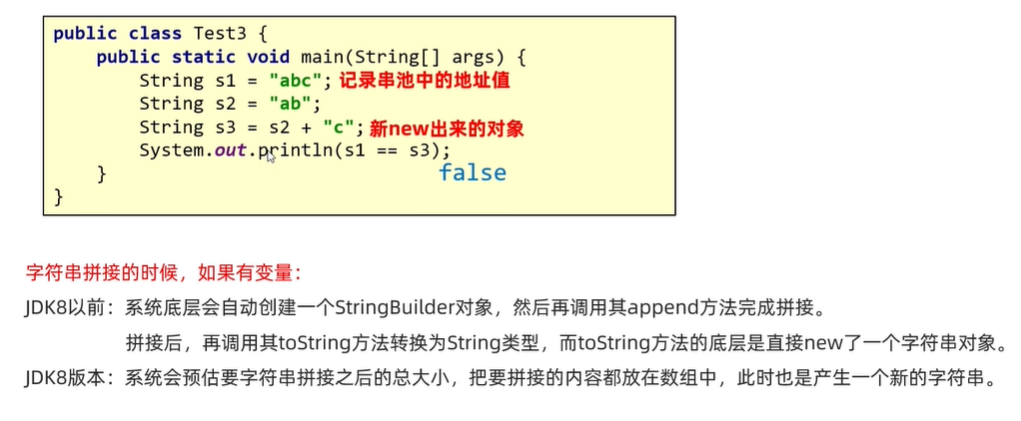 public class Test3 {
public static void main(String[] args) {
String s1 = "abc"; 记录串池中的地址值
String s2 = "ab";
String s3 = s2 + "c"; 新new出来的对象
System.out.println(s1 == s3);
} false
}
字符串拼接的时候，如果有变量：
JDK8以前：系统底层会自动创建一个StringBuilder对象，然后再调用其append方法完成拼接。
拼接后，再调用其toString方法转换为String类型，而toString方法的底层是直接new了一个字符串对象。
JDK8版本：系统会预估要字符串拼接之后的总大小，把要拼接的内容都放在数组中，此时也是产生一个新的字符串。